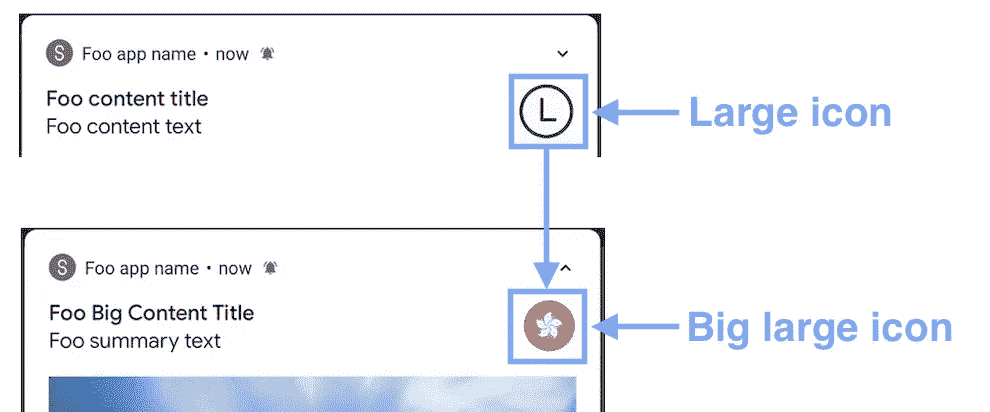 S Foo app name • now
Foo content title
Foo content text
L
Large icon
S Foo app name • now
Foo Big Content Title
Foo summary text
Big large icon